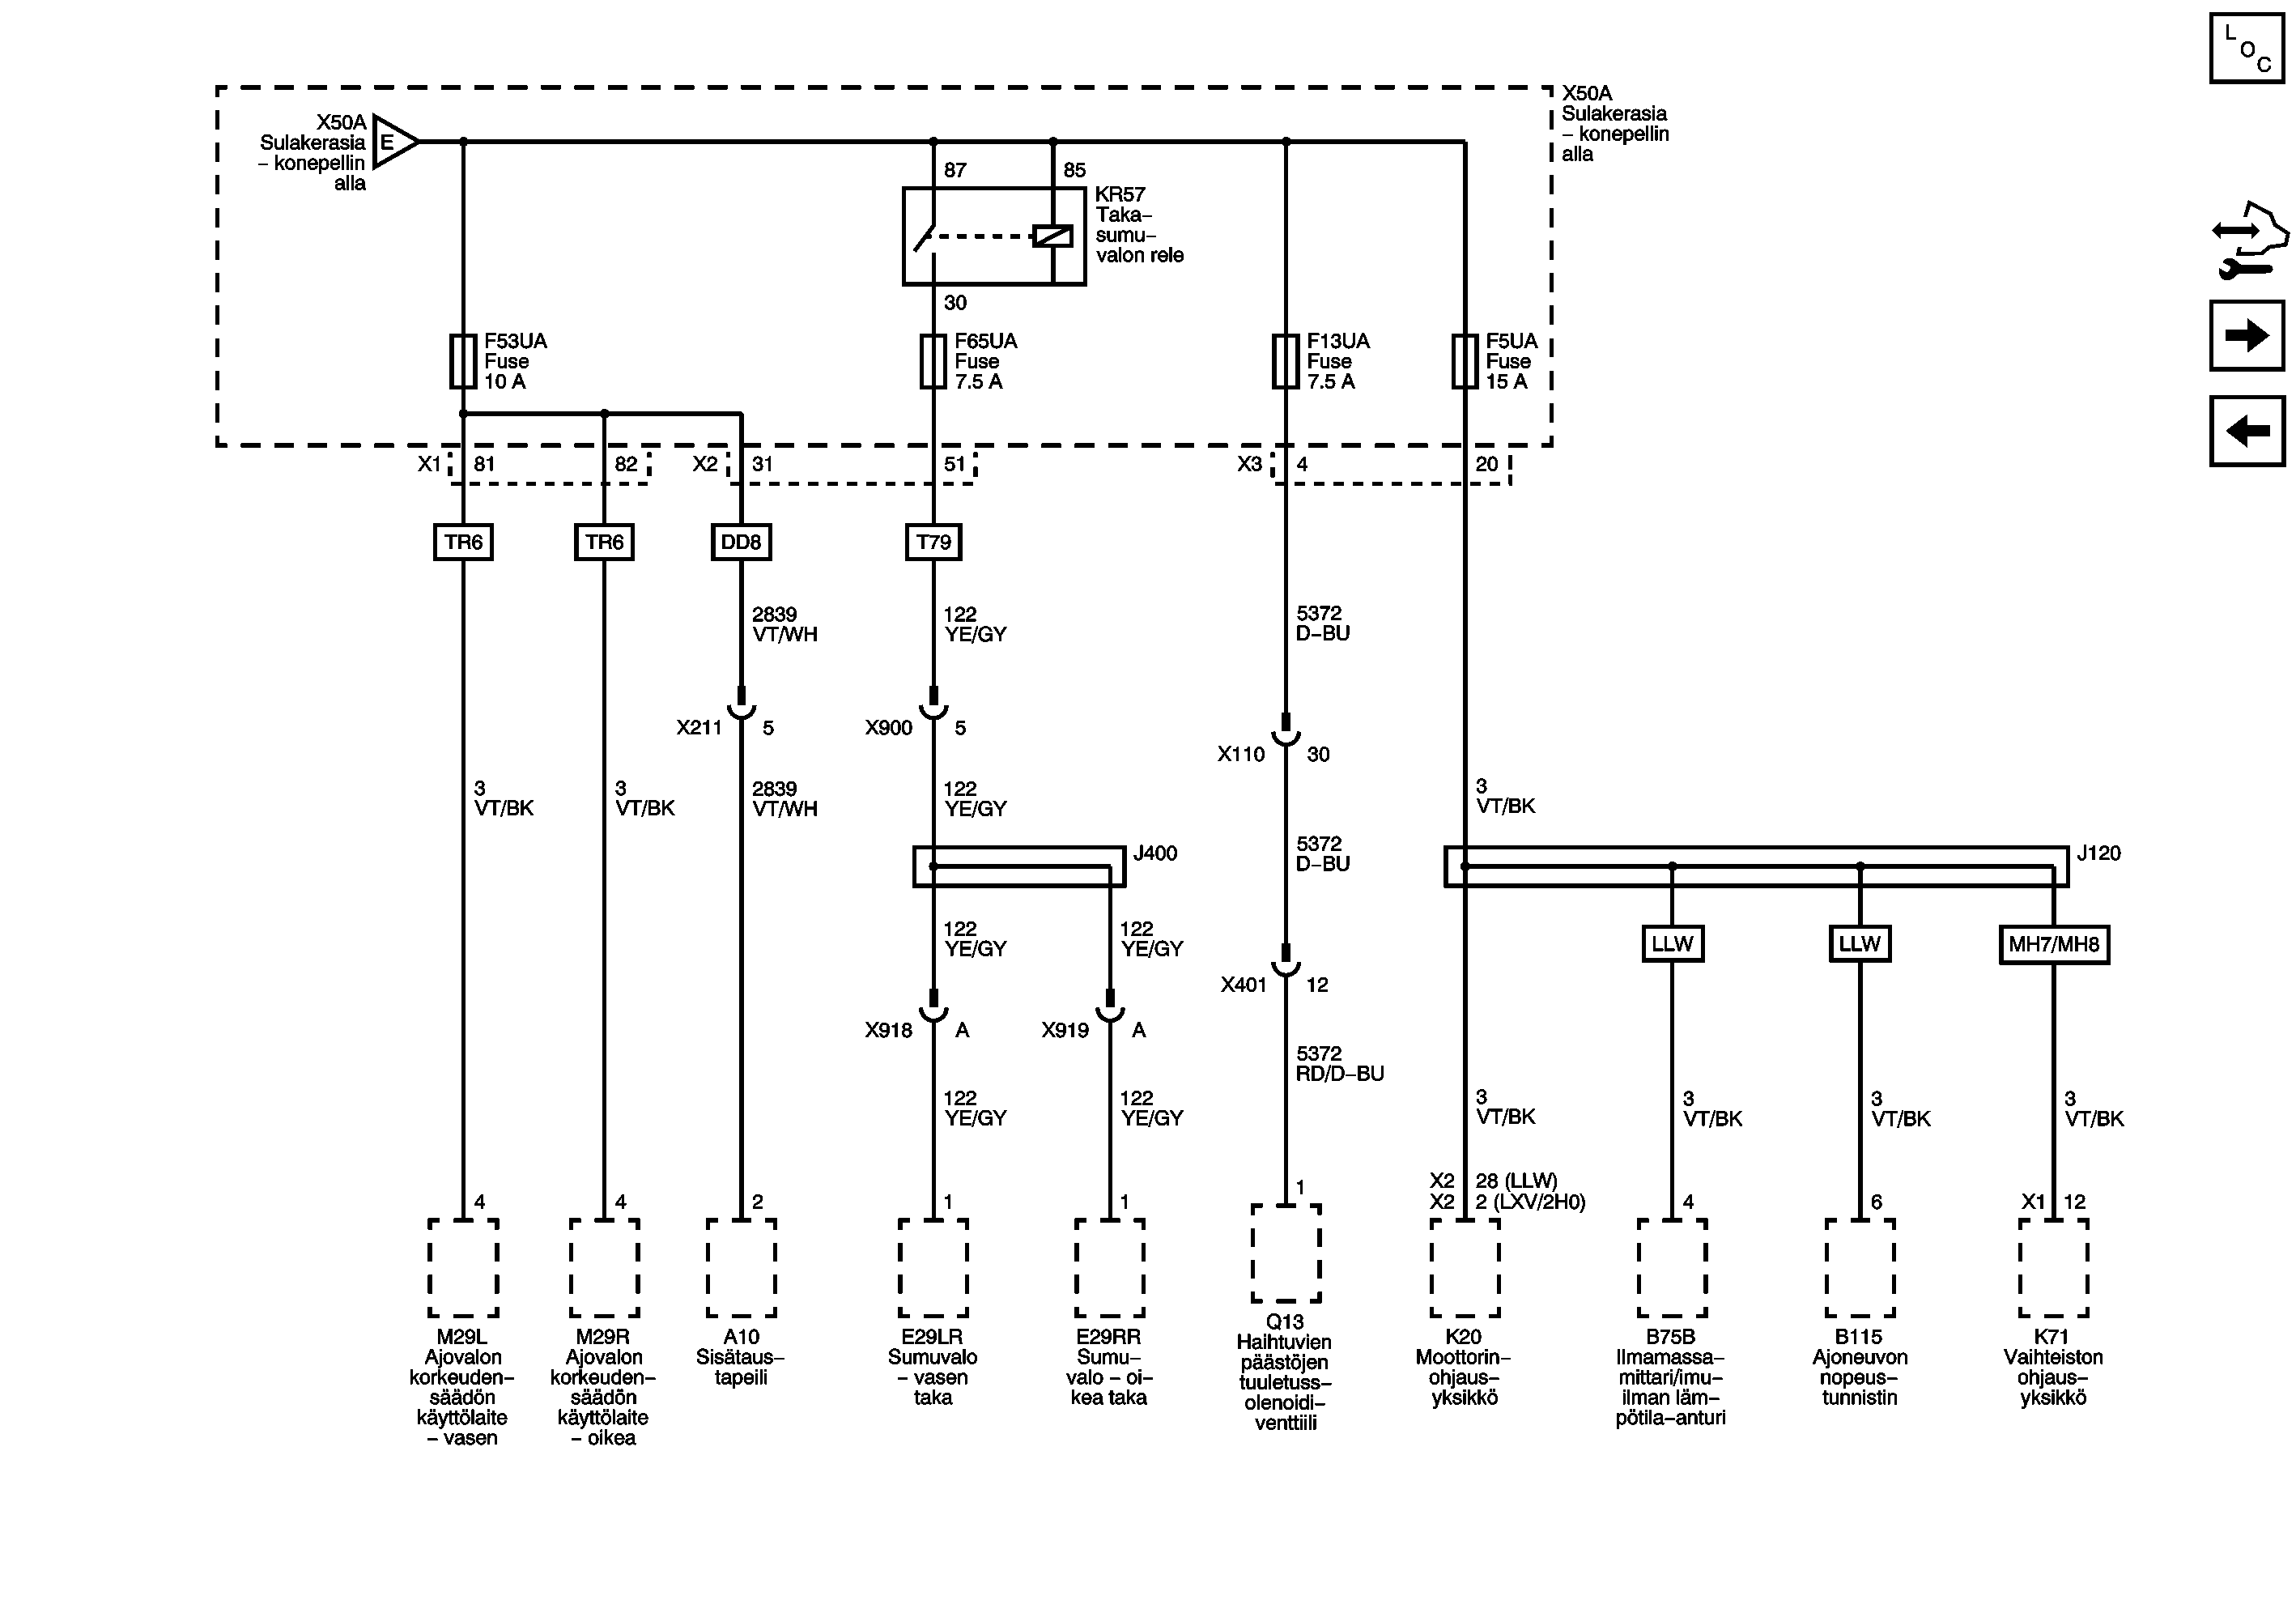 L
O
C
X50A
Sulakerasia
– konepellin
alla
E
X50A
Sulakerasia
– konepellin
alla
87
85
KR57
Taka–
sumu–
valon rele
30
F53UA
Fuse
10 A
F65UA
Fuse
7.5 A
F13UA
Fuse
7.5 A
F5UA
Fuse
15 A
X1 81 82 X2 31 51 X3 4 20
TR6 TR6 DD8 T79
2839
VT/WH
122
YE/GY
5372
D–BU
X211 5
X900 5
X110 30
3
VT/BK
3
VT/BK
2839
VT/WH
122
YE/GY
3
VT/BK
5372
D–BU
J400
J120
122
YE/GY
122
YE/GY
LLW LLW MH7/MH8
X401 12
X918 A
X919 A
5372
RD/D–BU
122
YE/GY
122
YE/GY
3
VT/BK
3
VT/BK
3
VT/BK
3
VT/BK
X2 28 (LLW)
X2 2 (LXV/2H0)
4 4 2 1 1 1 4 6 X1 12
M29L
Ajovalon
korkeuden–
säädön
käyttölaite
– vasen
M29R
Ajovalon
korkeuden–
säädön
käyttölaite
– oikea
A10
Sisätaus–
tapeili
E29LR
Sumuvalo
– vasen
taka
E29RR
Sumu–
valo – oi–
kea taka
Q13
Haihtuvien
päästöjen
tuuletuss–
olenoidi–
venttiili
K20
Moottorin–
ohjaus–
yksikkö
B75B
Ilmamassa–
mittari/imu–
ilman läm–
pötila–anturi
B115
Ajoneuvon
nopeus–
tunnistin
K71
Vaihteiston
ohjaus–
yksikkö